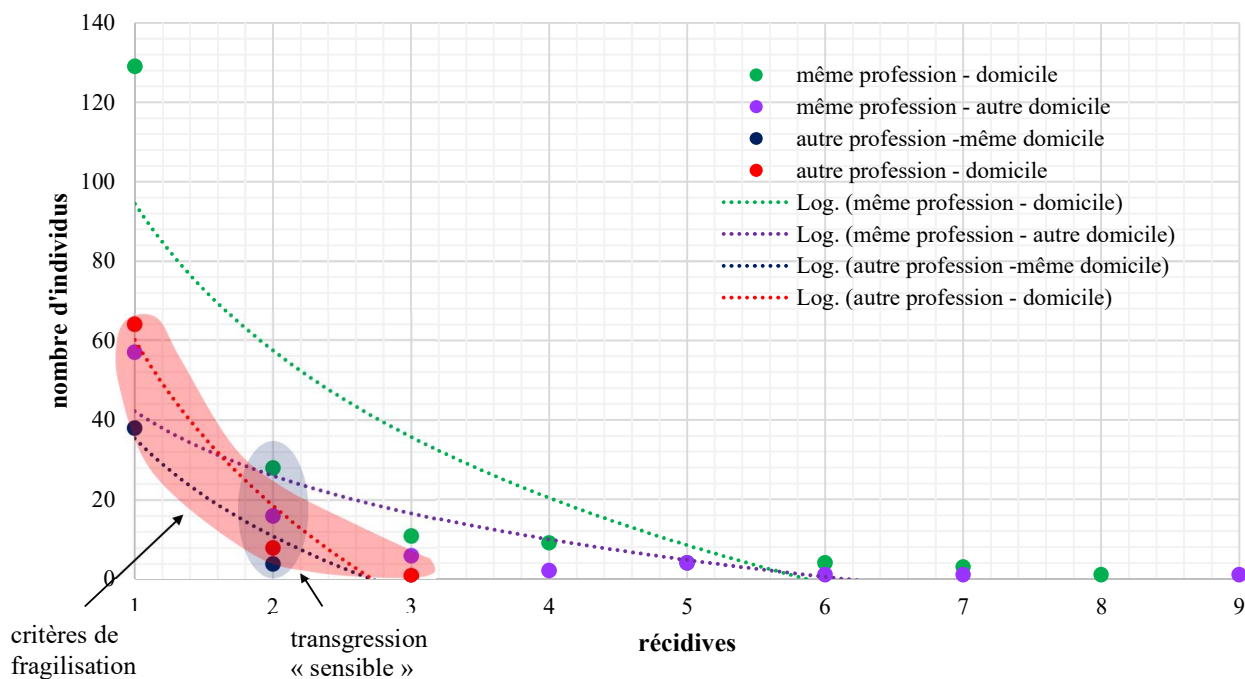 140
120
100
80
60
40
20
0
nombre d'individus
même profession - domicile
même profession - autre domicile
autre profession -même domicile
autre profession - domicile
Log. (même profession - domicile)
Log. (même profession - autre domicile)
Log. (autre profession -même domicile)
Log. (autre profession - domicile)
1 2 3 4 5 6 7 8 9
récidives
critères de
fragilisation
transgression
« sensible »